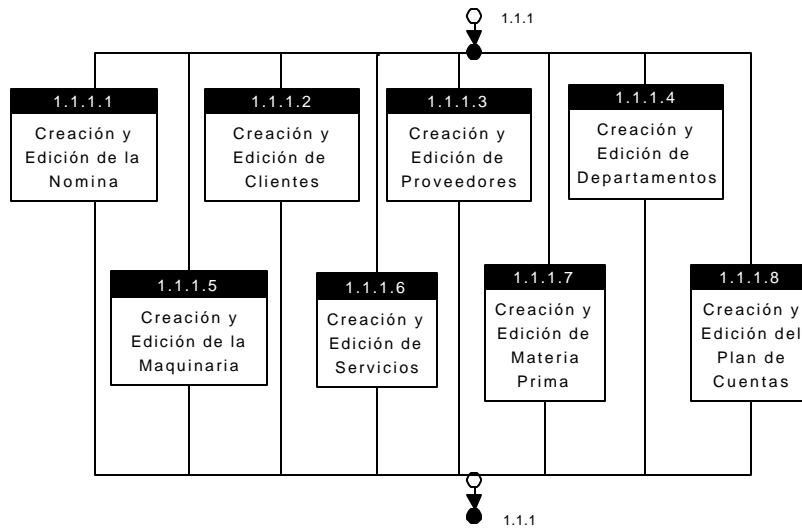 1.1.1
1.1.1.1
Creación y
Edición de la
Nomina
1.1.1.2
Creación y
Edición de
Clientes
1.1.1.3
Creación y
Edición de
Proveedores
1.1.1.4
Creación y
Edición de
Departamentos
1.1.1.5
Creación y
Edición de la
Maquinaria
1.1.1.6
Creación y
Edición de
Servicios
1.1.1.7
Creación y
Edición de
Materia
Prima
1.1.1.8
Creación y
Edición del
Plan de
Cuentas
1.1.1